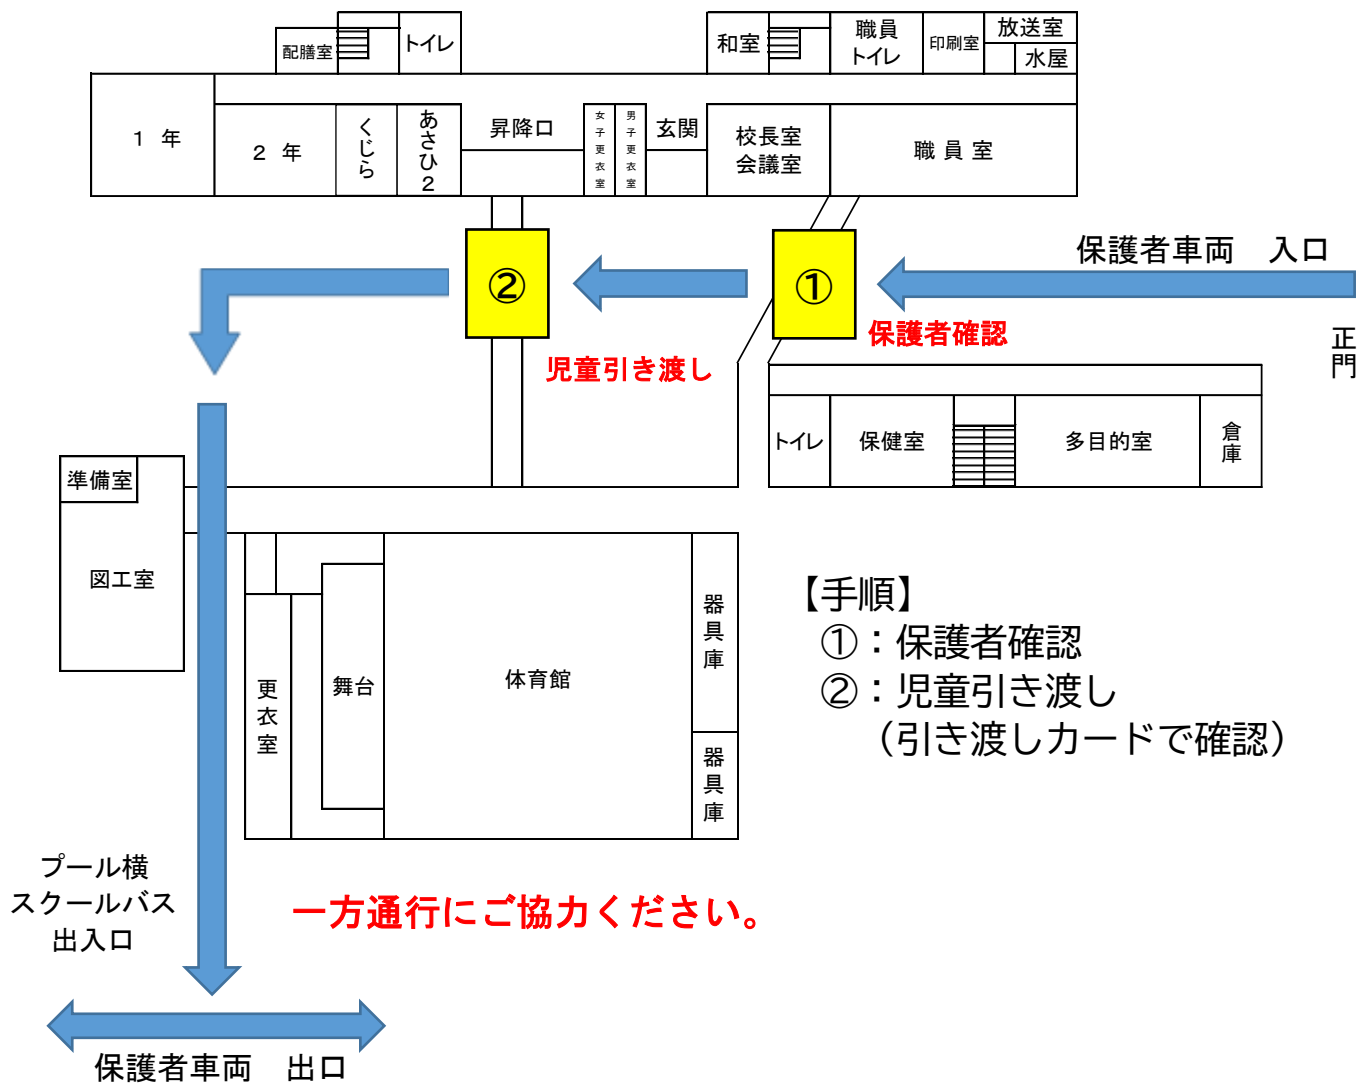 配膳室
トイレ
和室
職員
トイレ
印刷室
放送室
水屋
1 年
2 年
くじら
あさひ2
昇降口
女子更衣室
男子更衣室
玄関
校長室
会議室
職員室
保護者車両 入口
正門
②
①
保護者確認
児童引き渡し
トイレ
保健室
多目的室
倉庫
準備室
図工室
更衣室
舞台
体育館
器具庫
器具庫
【手順】
①：保護者確認
②：児童引き渡し
（引き渡しカードで確認）
プール横
スクールバス
出入口
一方通行にご協力ください。
保護者車両 出口